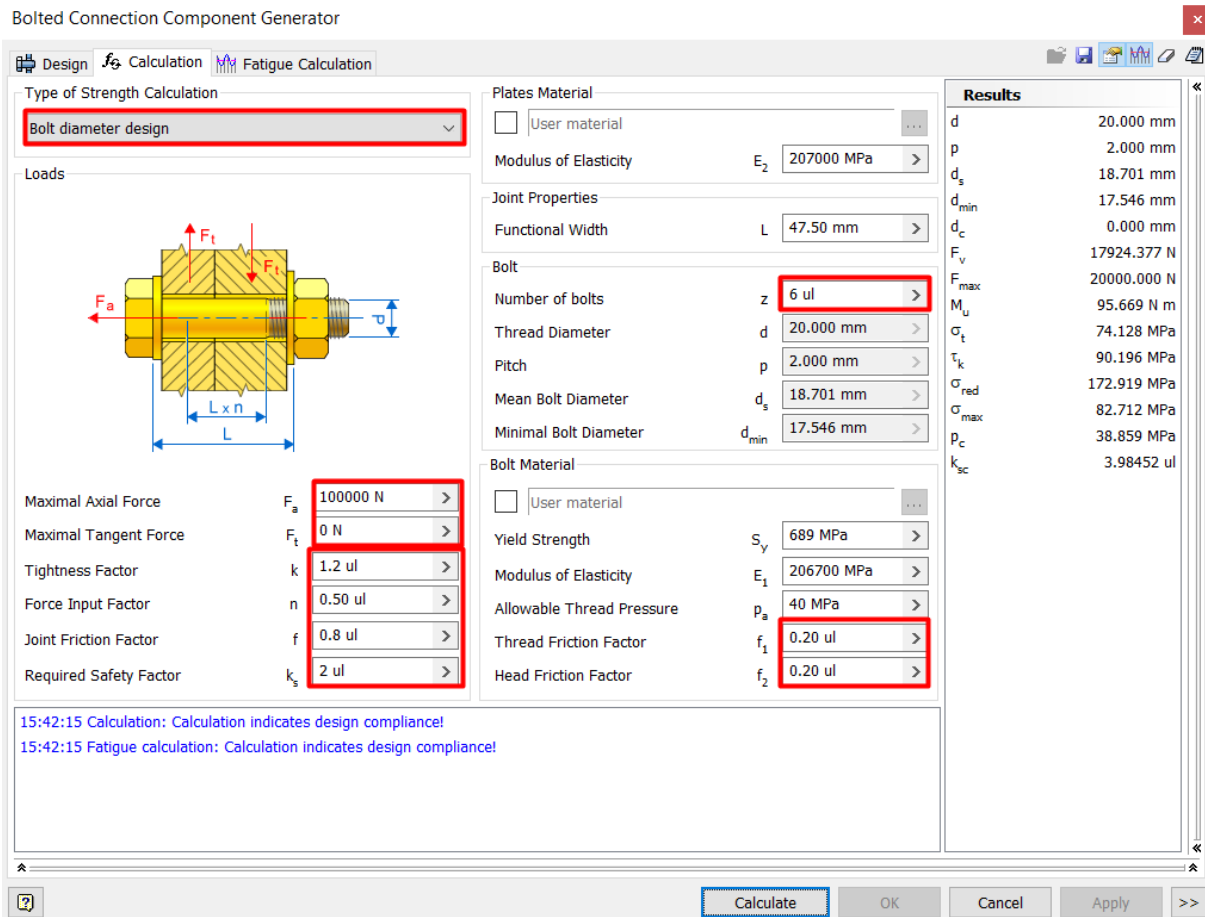 Bolted Connection Component Generator
Design Calculation Fatigue Calculation
Type of Strength Calculation
Bolt diameter design
Loads
Ft
Ft
Fa
d
L x n
L
Maximal Axial Force Fa 100000 N >
Maximal Tangent Force Ft 0 N >
Tightness Factor k 1.2 ul >
Force Input Factor n 0.50 ul >
Joint Friction Factor f 0.8 ul >
Required Safety Factor ks 2 ul >
Plates Material
User material ...
Modulus of Elasticity E2 207000 MPa >
Joint Properties
Functional Width L 47.50 mm >
Bolt
Number of bolts z 6 ul >
Thread Diameter d 20.000 mm >
Pitch p 2.000 mm >
Mean Bolt Diameter ds 18.701 mm >
Minimal Bolt Diameter dmin 17.546 mm >
Bolt Material
User material ...
Yield Strength Sy 689 MPa >
Modulus of Elasticity E1 206700 MPa >
Allowable Thread Pressure pa 40 MPa >
Thread Friction Factor f1 0.20 ul >
Head Friction Factor f2 0.20 ul >
Results
d 20.000 mm
p 2.000 mm
ds 18.701 mm
dmin 17.546 mm
dc 0.000 mm
Fv 17924.377 N
Fmax 20000.000 N
Mu 95.669 N m
σt 74.128 MPa
τk 90.196 MPa
σred 172.919 MPa
σmax 82.712 MPa
pc 38.859 MPa
ksc 3.98452 ul
15:42:15 Calculation: Calculation indicates design compliance!
15:42:15 Fatigue calculation: Calculation indicates design compliance!
? Calculate OK Cancel Apply >>